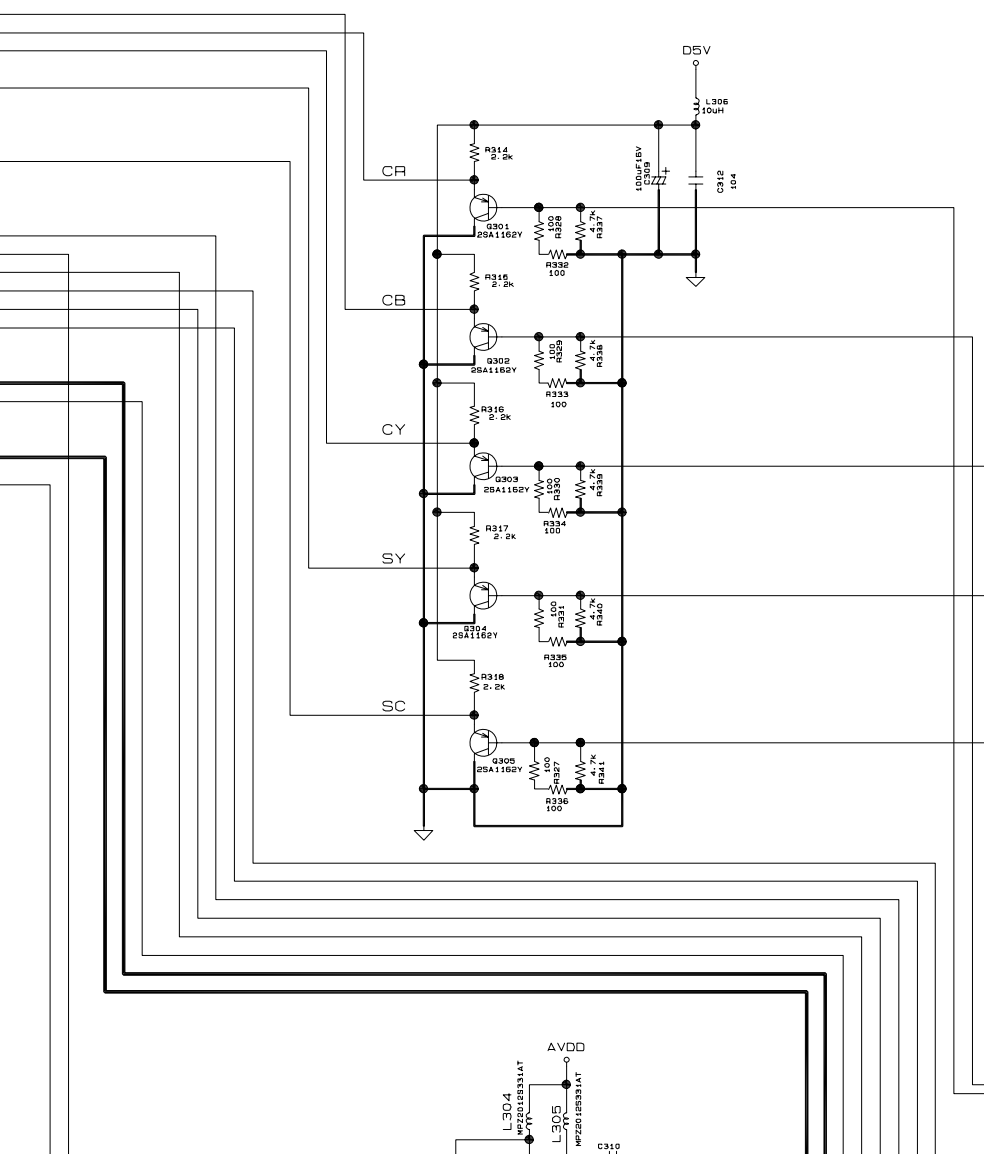 D5V
L306
10uH
R314
2.2k
100uF16V
C309
+
C312
104
CR
Q301
2SA1162Y
100
R328
4.7k
R337
R332
100
R315
2.2k
CB
Q302
2SA1162Y
100
R329
4.7k
R338
R333
100
R316
2.2k
CY
Q303
2SA1162Y
100
R330
4.7k
R339
R334
100
R317
2.2k
SY
Q304
2SA1162Y
100
R331
4.7k
R340
R335
100
R318
2.2k
SC
Q305
2SA1162Y
100
R327
4.7k
R341
R336
100
AVDD
L304
MPZ2012S331AT
L305
MPZ2012S331AT
C310